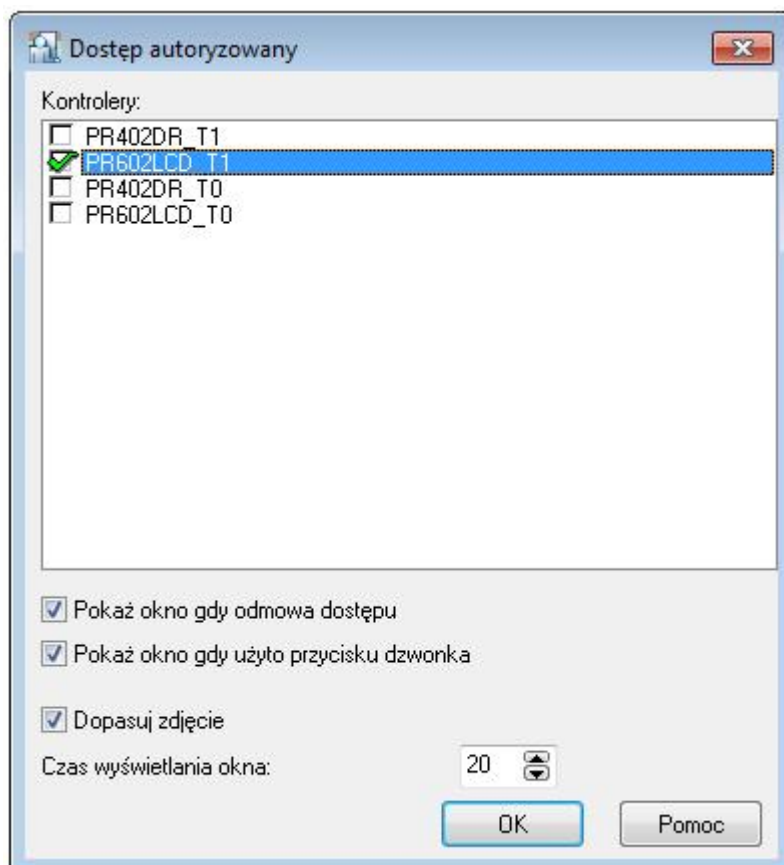 Dostęp autoryzowany
Kontrolery:
PR402DR_T1
PR602LCD_T1
PR402DR_T0
PR602LCD_T0
Pokaż okno gdy odmowa dostępu
Pokaż okno gdy użyto przycisku dzwonka
Dopasuj zdjęcie
Czas wyświetlania okna: 20
OK Pomoc